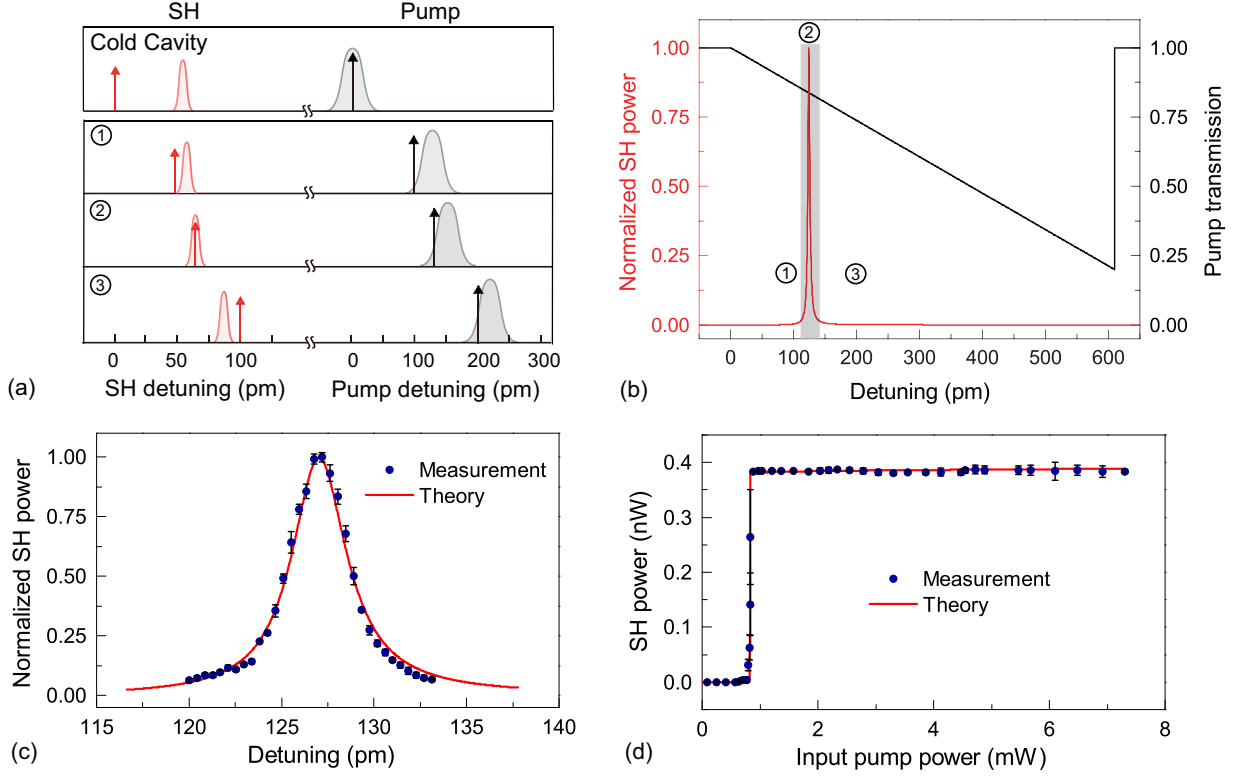 SH Pump
Cold Cavity
①
②
③
0 50 100 0 100 200 300
SH detuning (pm) Pump detuning (pm)
(a)
②
1.00 1.00
0.75 0.75
0.50 0.50
0.25 0.25
0.00 0.00
① ③
Normalized SH power
Pump transmission
0 100 200 300 400 500 600
Detuning (pm)
(b)
1.00
0.75
0.50
0.25
0.00
Normalized SH power
Measurement
Theory
115 120 125 130 135 140
Detuning (pm)
(c)
0.4
0.3
0.4
0.1
0.0
SH power (nW)
Measurement
Theory
0 2 4 6 8
Input pump power (mW)
(d)